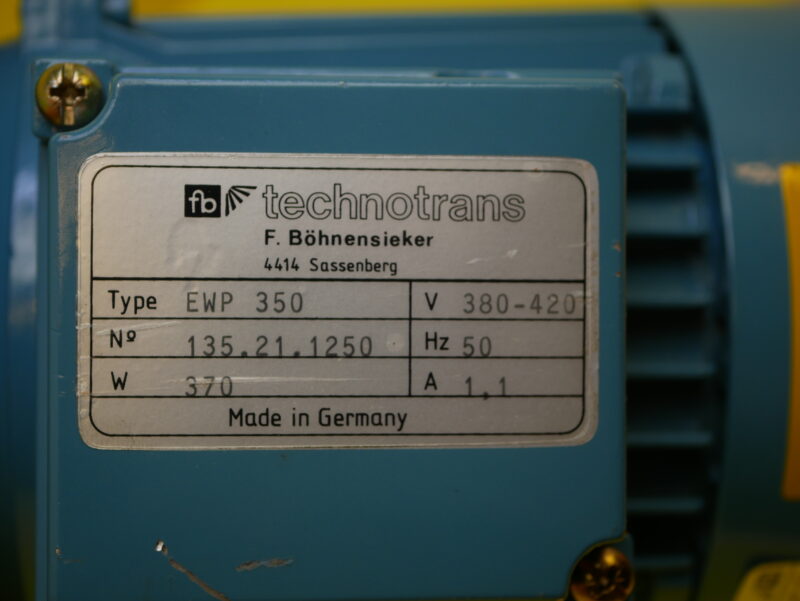 fb technotrans
F. Böhnensieker
4414 Sassenberg
Type EWP 350 V 380-420
Nº 135.21.1250 Hz 50
W 370 A 1,1
Made in Germany